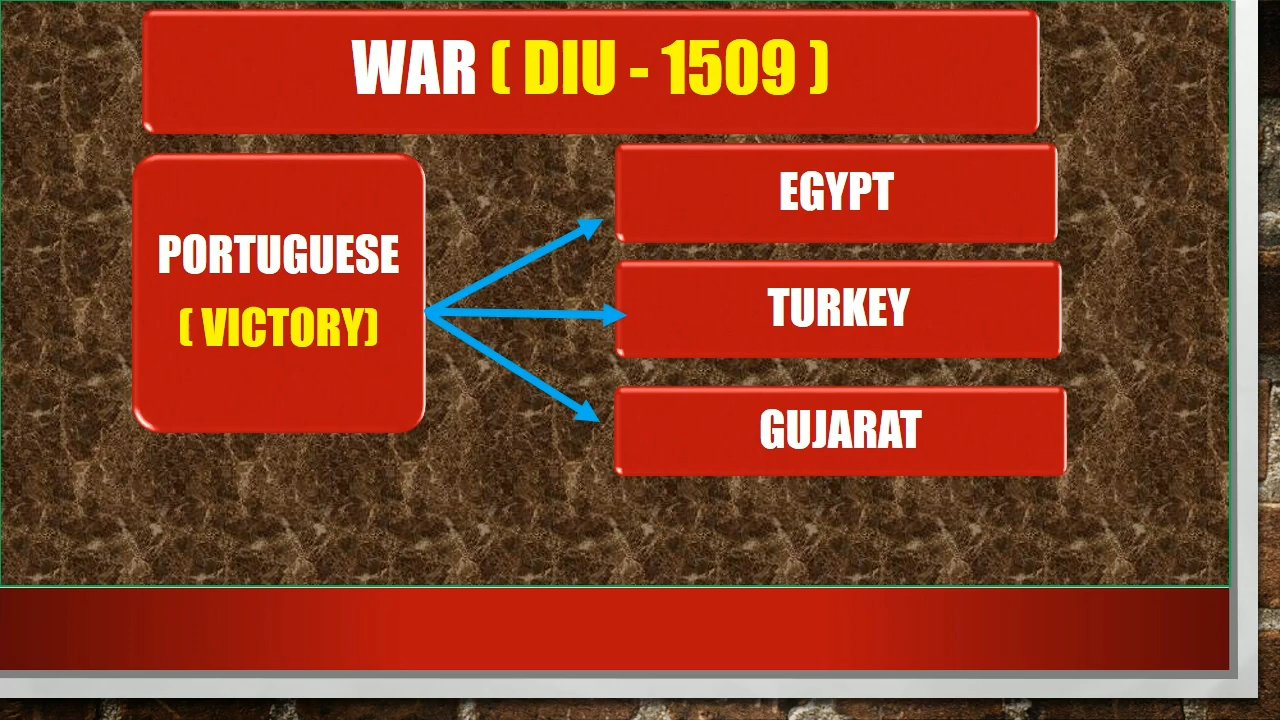 WAR ( DIU - 1509 )
PORTUGUESE
( VICTORY)
EGYPT
TURKEY
GUJARAT